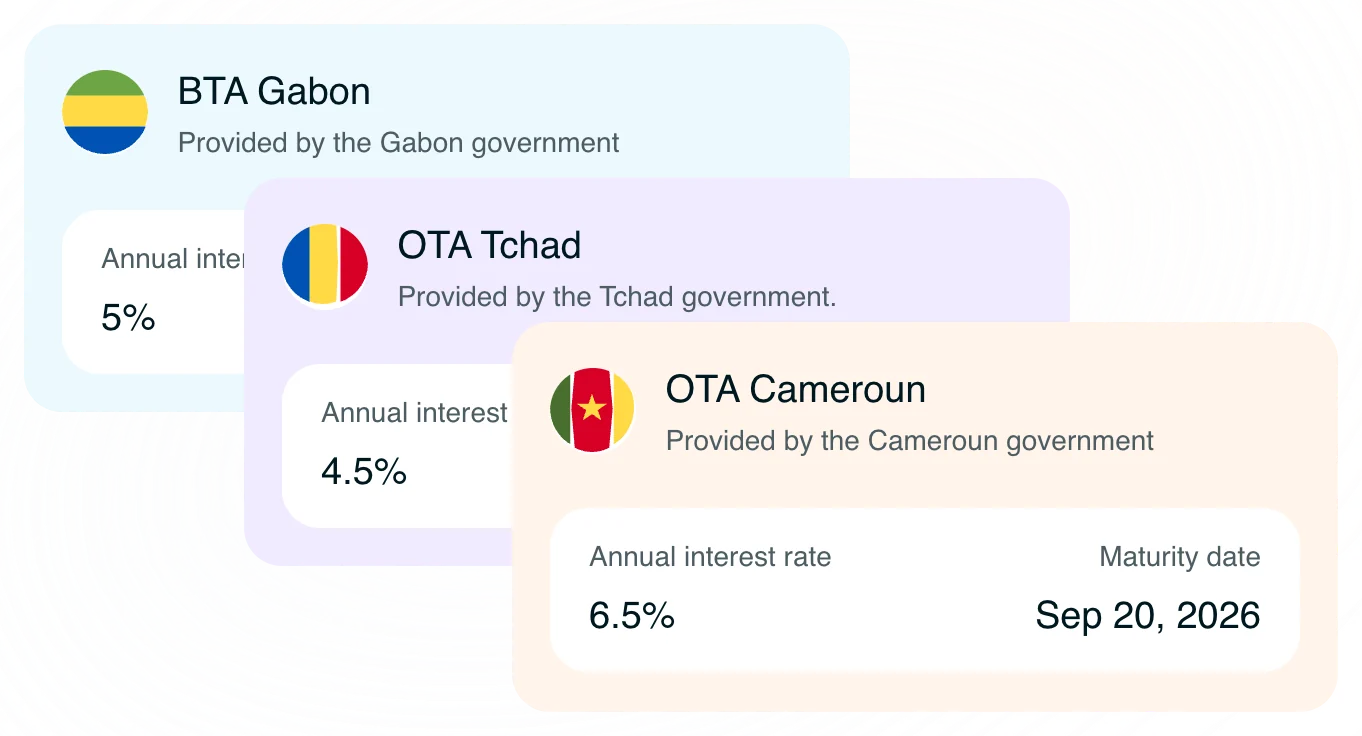 BTA Gabon
Provided by the Gabon government
Annual inter
5%
OTA Tchad
Provided by the Tchad government.
Annual interest
4.5%
OTA Cameroun
Provided by the Cameroun government
Annual interest rate
Maturity date
6.5%
Sep 20, 2026